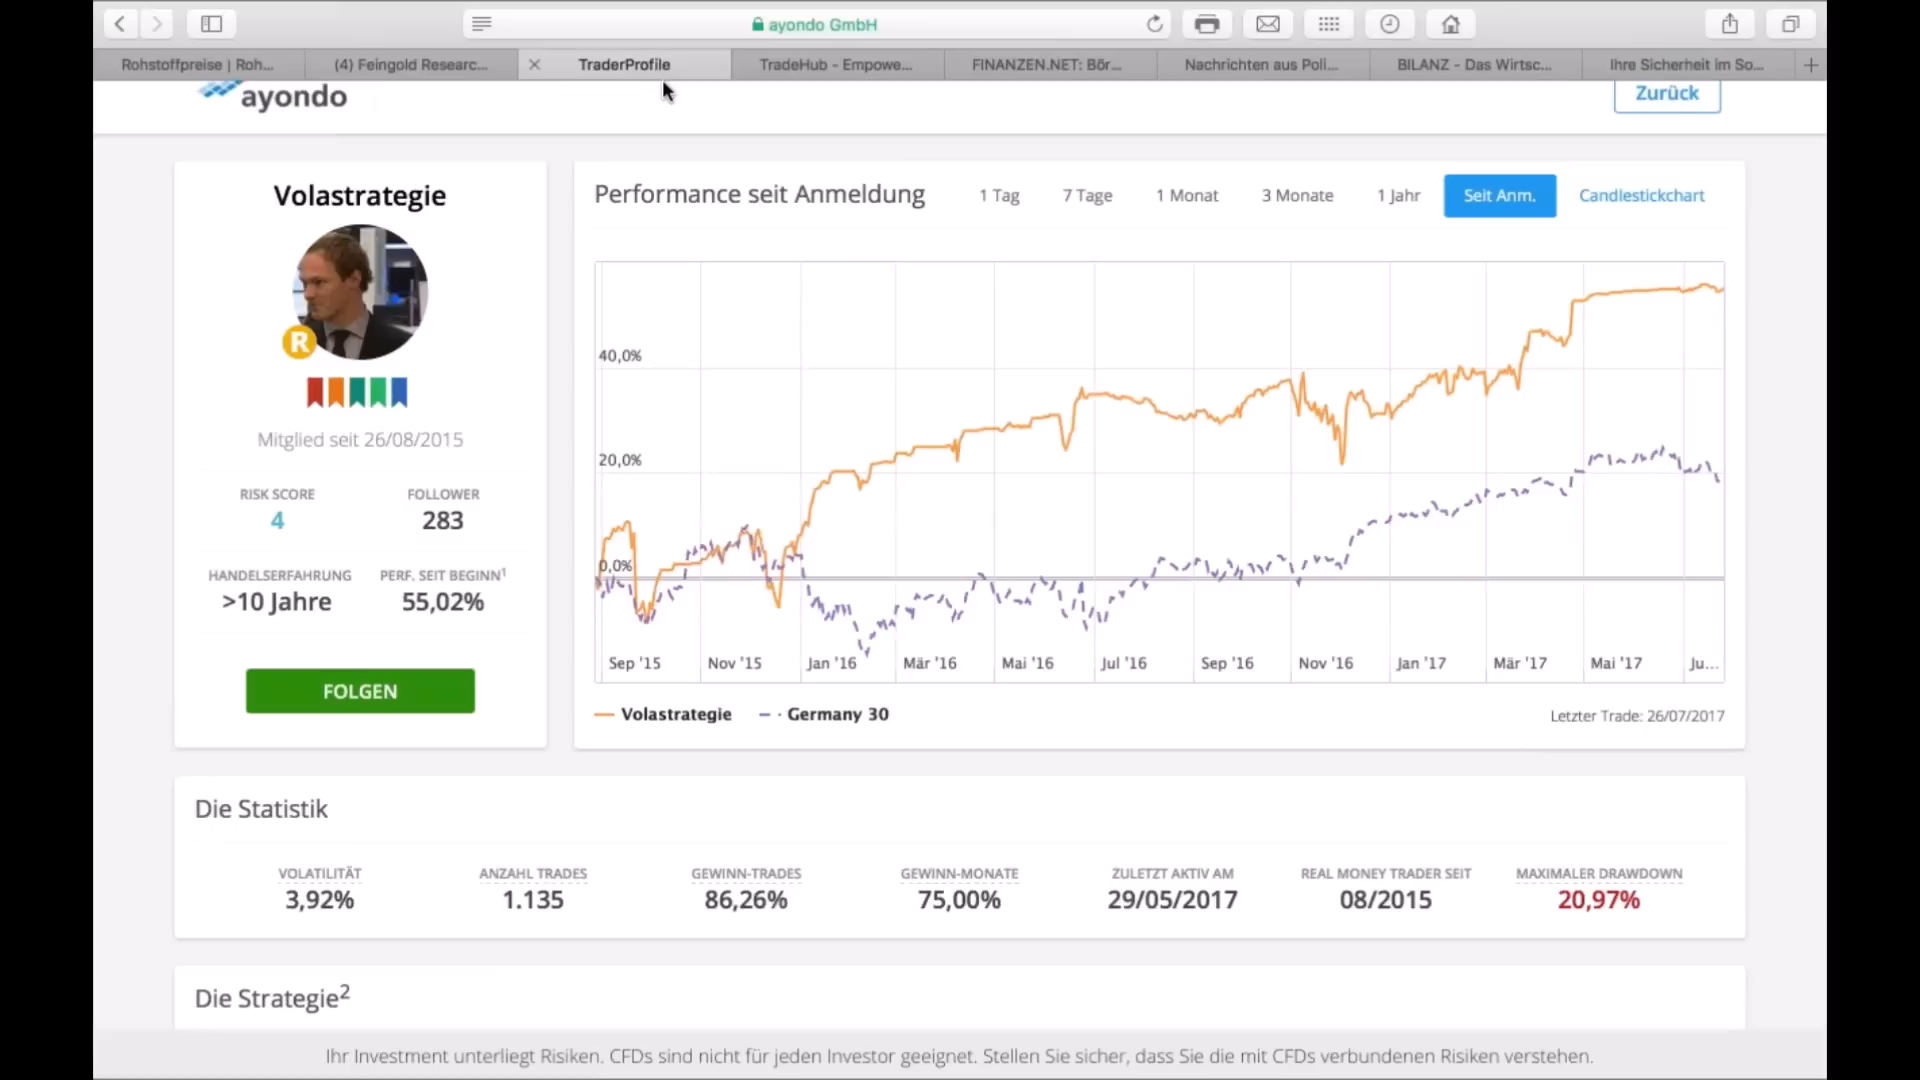 ayondo GmbH
Rohstoffpreise | Roh...
(4) Feingold Researc...
TraderProfile
TradeHub - Empowe...
FINANZEN.NET: Bör...
Nachrichten aus Poli...
BILANZ - Das Wirtsc...
Ihre Sicherheit im So...
ayondo
Zurück
Volastrategie
R
Mitglied seit 26/08/2015
RISK SCORE
4
FOLLOWER
283
HANDELSERFAHRUNG
>10 Jahre
PERF. SEIT BEGINN¹
55,02%
FOLGEN
Performance seit Anmeldung
1 Tag
7 Tage
1 Monat
3 Monate
1 Jahr
Seit Anm.
Candlestickchart
40,0%
20,0%
0,0%
Sep '15
Nov '15
Jan '16
Mär '16
Mai '16
Jul '16
Sep '16
Nov '16
Jan '17
Mär '17
Mai '17
Ju...
Volastrategie
Germany 30
Letzter Trade: 26/07/2017
Die Statistik
VOLATILITÄT
3,92%
ANZAHL TRADES
1.135
GEWINN-TRADES
86,26%
GEWINN-MONATE
75,00%
ZULETZT AKTIV AM
29/05/2017
REAL MONEY TRADER SEIT
08/2015
MAXIMALER DRAWDOWN
20,97%
Die Strategie²
Ihr Investment unterliegt Risiken. CFDs sind nicht für jeden Investor geeignet. Stellen Sie sicher, dass Sie die mit CFDs verbundenen Risiken verstehen.